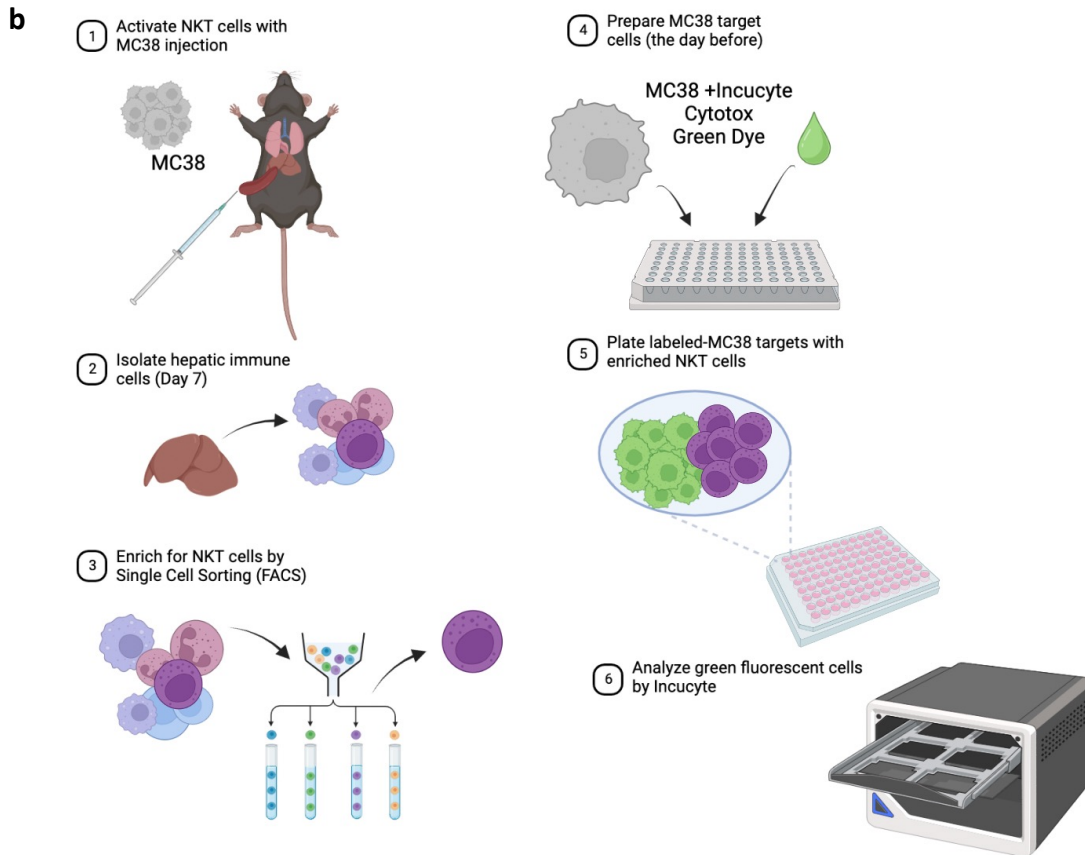 b
1 Activate NKT cells with
MC38 injection
MC38
2 Isolate hepatic immune
cells (Day 7)
3 Enrich for NKT cells by
Single Cell Sorting (FACS)
4 Prepare MC38 target
cells (the day before)
MC38 +Incucyte
Cytotox
Green Dye
5 Plate labeled-MC38 targets with
enriched NKT cells
6 Analyze green fluorescent cells
by Incucyte